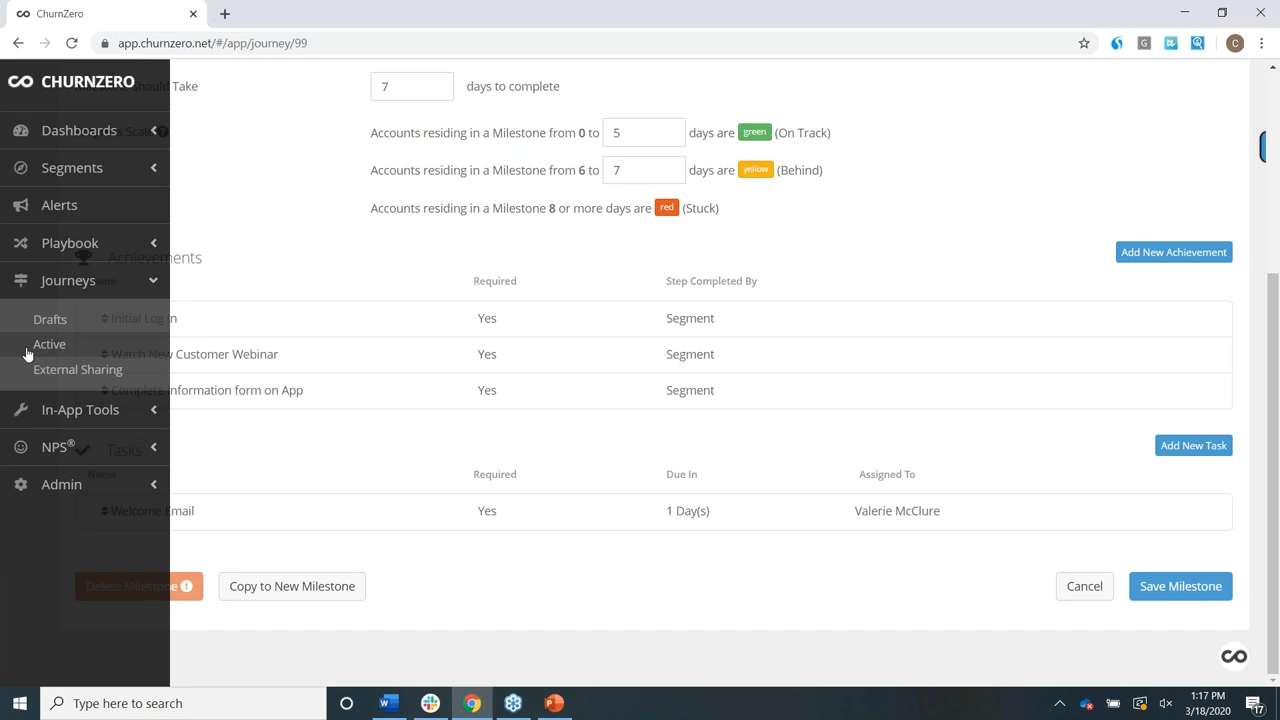 ChurnZero
app.churnzero.net/#/app/journey/99
G
C
CHURNZERO
Dashboards
Segments
Alerts
Playbook
Journeys
Drafts
Active
External Sharing
In-App Tools
NPS®
Admin
Should Take 7 days to complete
Scale
Accounts residing in a Milestone from 0 to 5 days are green (On Track)
Accounts residing in a Milestone from 6 to 7 days are yellow (Behind)
Accounts residing in a Milestone 8 or more days are red (Stuck)
Achievements
Add New Achievement
Name Required Step Completed By
Initial Log In Yes Segment
Watch New Customer Webinar Yes Segment
Complete Information form on App Yes Segment
Tasks
Add New Task
Name Required Due In Assigned To
Welcome Email Yes 1 Day(s) Valerie McClure
Delete Milestone
Copy to New Milestone
Cancel
Save Milestone
Type here to search
1:17 PM
3/18/2020
17